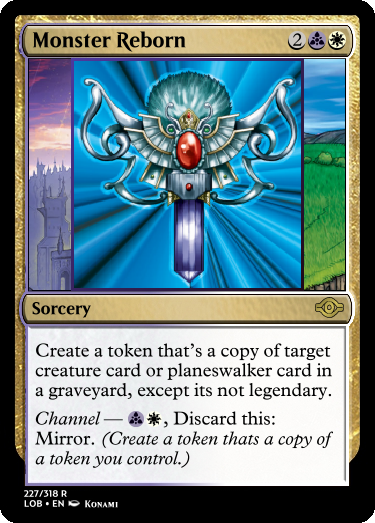 Monster Reborn 2
Sorcery
Create a token that's a copy of target
creature card or planeswalker card in
a graveyard, except its not legendary.
Channel — , Discard this:
Mirror. (Create a token thats a copy of
a token you control.)
227/318 R
LOB • EN Konami